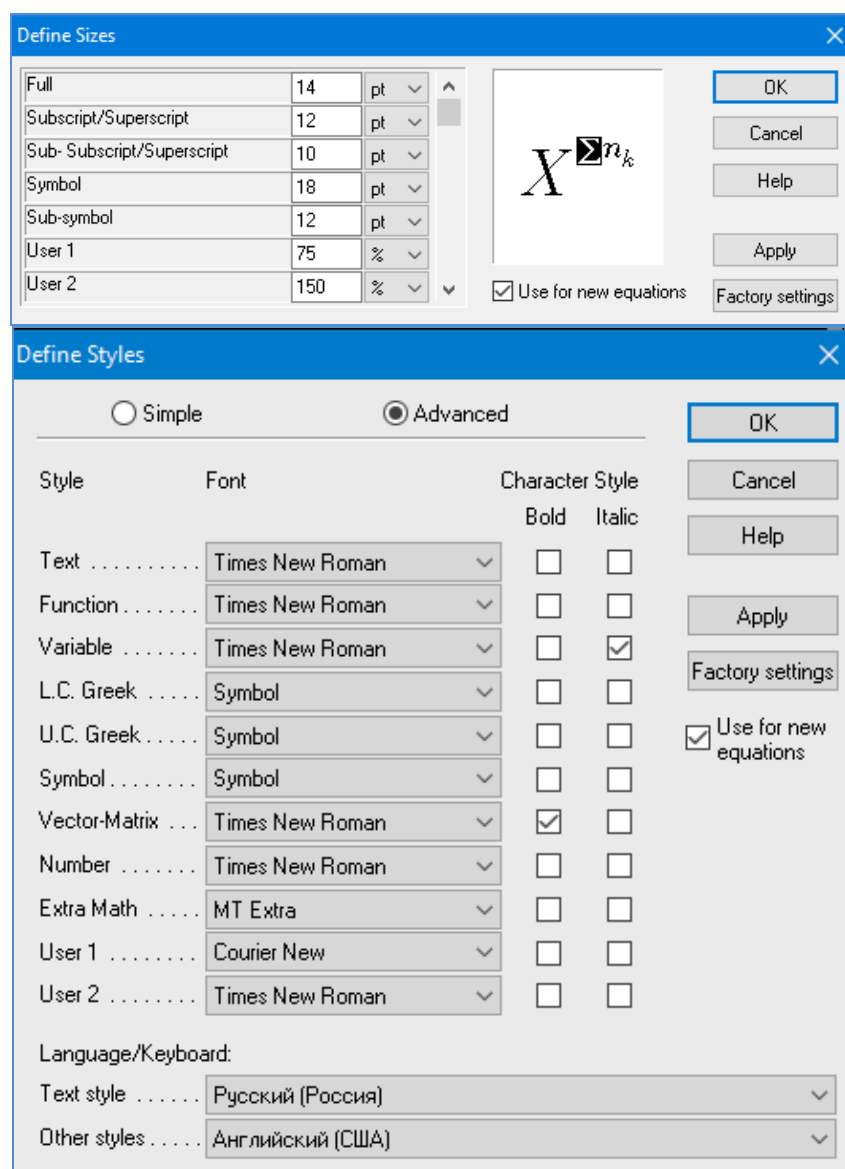 Define Sizes
Full 14 pt
Subscript/Superscript 12 pt
Sub- Subscript/Superscript 10 pt
Symbol 18 pt
Sub-symbol 12 pt
User 1 75 %
User 2 150 %
X Σ n k
Use for new equations
OK
Cancel
Help
Apply
Factory settings
Define Styles
Simple Advanced
Style Font Character Style
Bold Italic
Text .......... Times New Roman
Function ....... Times New Roman
Variable ....... Times New Roman
L.C. Greek ..... Symbol
U.C. Greek ..... Symbol
Symbol ........ Symbol
Vector-Matrix ... Times New Roman
Number ....... Times New Roman
Extra Math ..... MT Extra
User 1 ........ Courier New
User 2 ........ Times New Roman
OK
Cancel
Help
Apply
Factory settings
Use for new
equations
Language/Keyboard:
Text style ...... Русский (Россия)
Other styles ..... Английский (США)